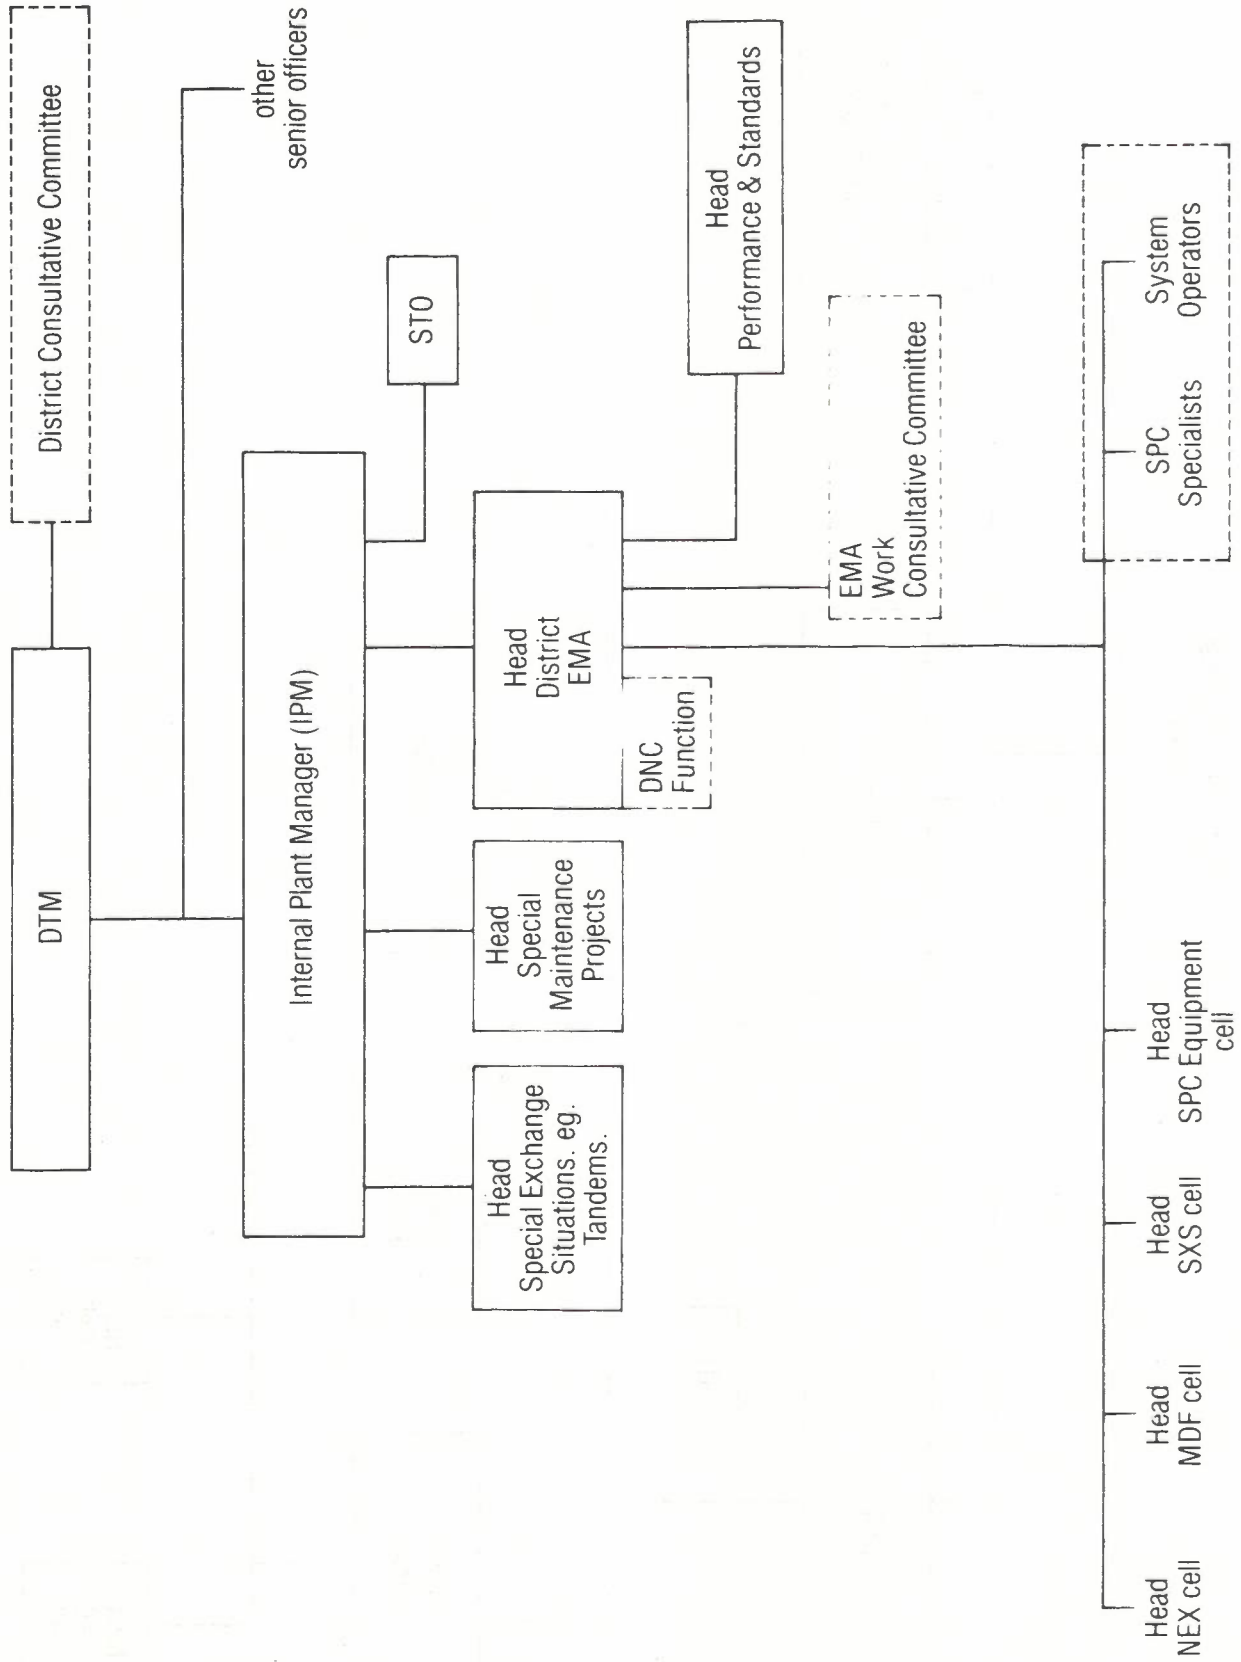 DTM
District Consultative Committee
other
senior officers
Internal Plant Manager (IPM)
STO
Head
Special Exchange
Situations. eg.
Tandems.
Head
Special
Maintenance
Projects
Head
District
EMA
DNC
Function
Head
Performance & Standards
EMA
Work
Consultative Committee
Head
NEX cell
Head
MDF cell
Head
SXS cell
Head
SPC Equipment
cell
SPC
Specialists
System
Operators